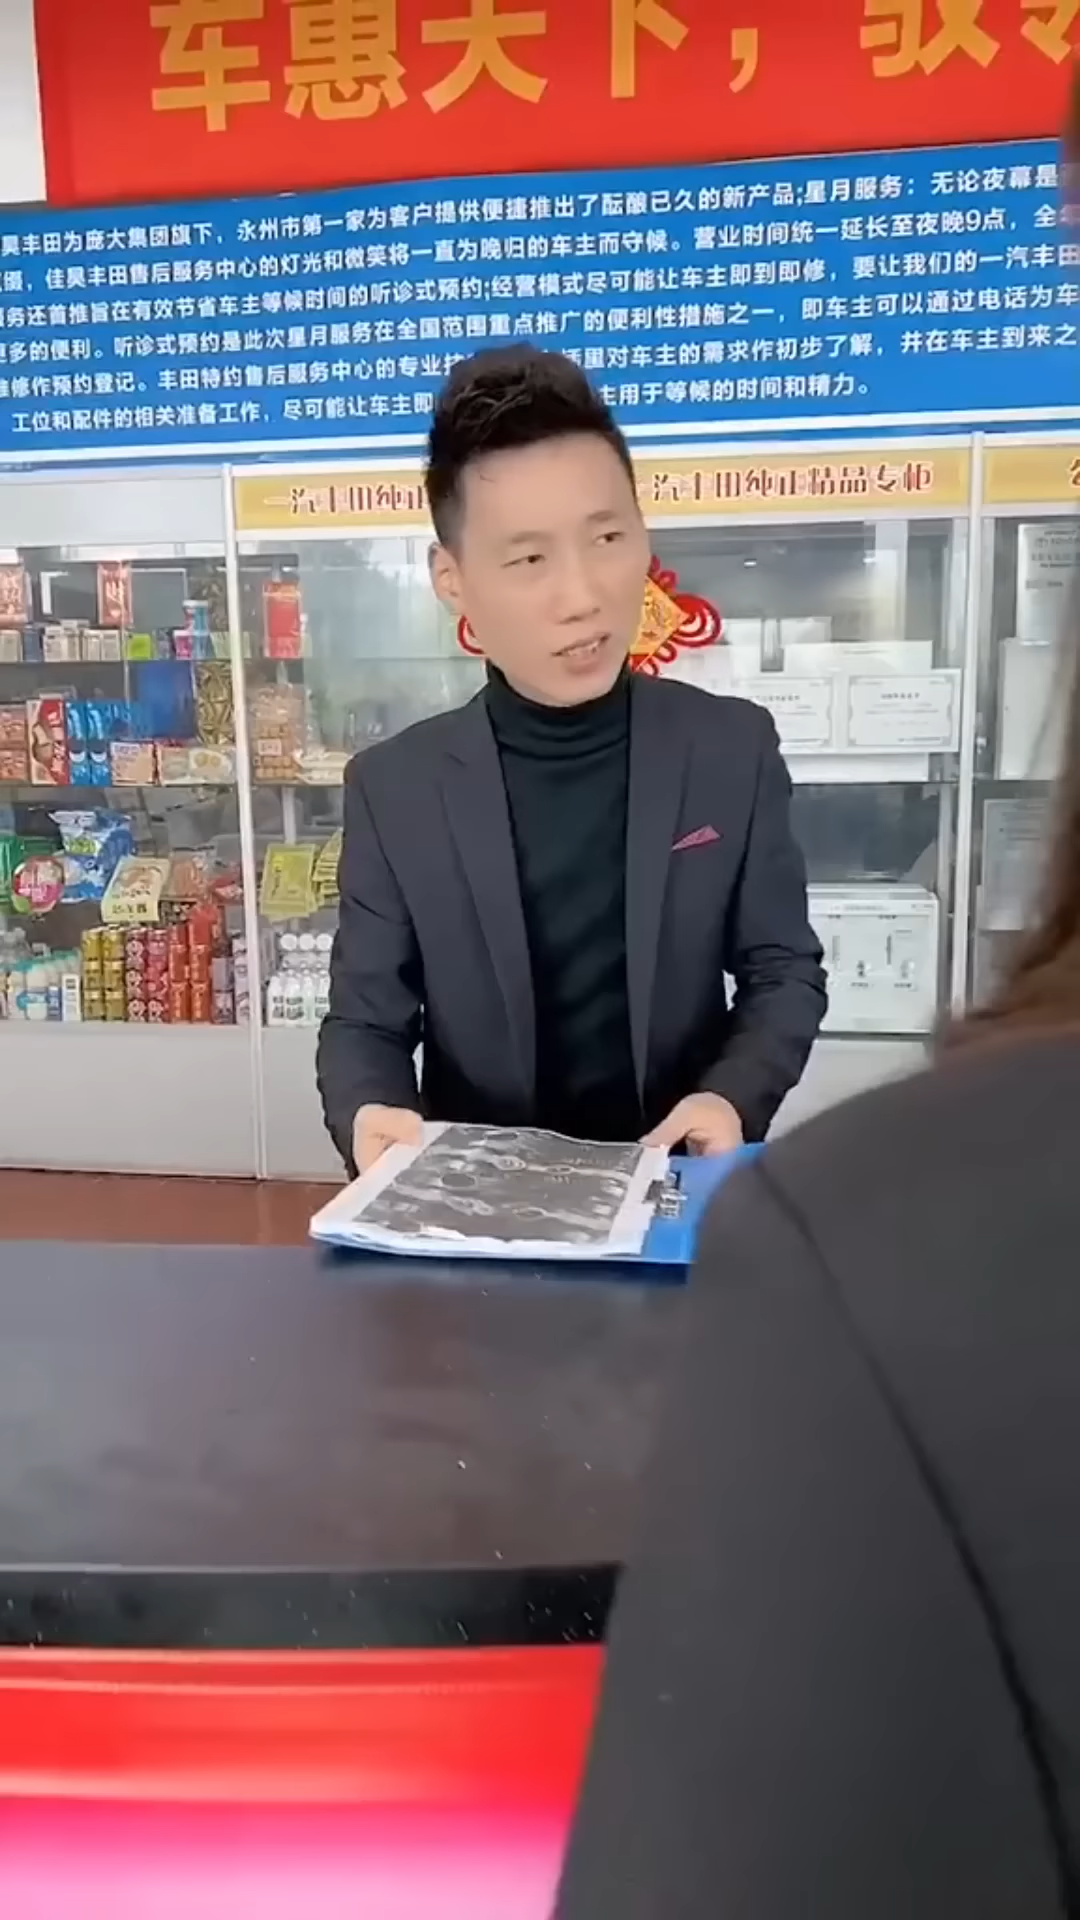 车惠天下，驭
昊丰田为庞大集团旗下，永州市第一家为客户提供便捷推出了酝酿已久的新产品;星月服务：无论夜幕是
佳昊丰田售后服务中心的灯光和微笑将一直为晚归的车主而守候。营业时间统一延长至夜晚9点，全
务还首推旨在有效节省车主等候时间的听诊式预约;经营模式尽可能让车主即到即修，要让我们的一汽丰田
更多的便利。听诊式预约是此次星月服务在全国范围重点推广的便利性措施之一，即车主可以通过电话为车
维修作预约登记。丰田特约售后服务中心的专业技 话里对车主的需求作初步了解，并在车主到来之
工位和配件的相关准备工作，尽可能让车主即 主用于等候的时间和精力。
一汽丰田纯正 一汽丰田纯正精品专柜